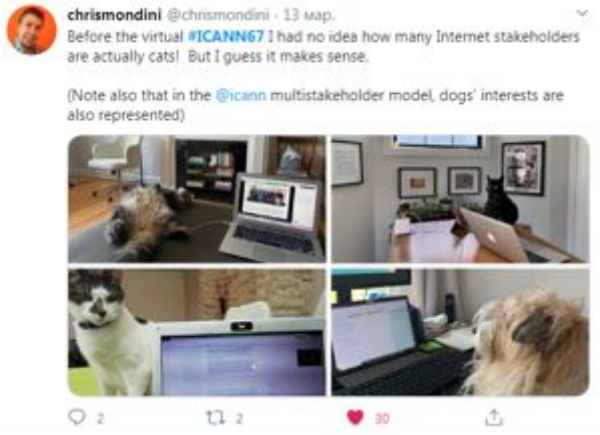 chrismondini @chrismondini · 13 мар.
Before the virtual #ICANN67 I had no idea how many Internet stakeholders
are actually cats! But I guess it makes sense.
(Note also that in the @icann multistakeholder model, dogs' interests are
also represented)
2 2 30